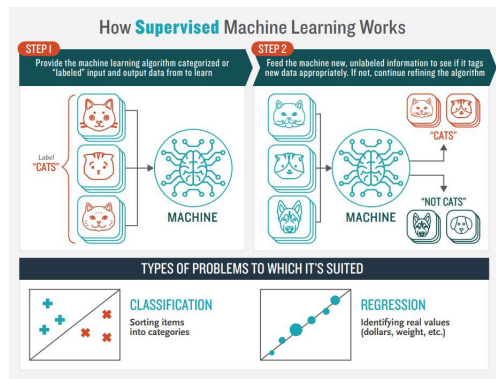 How Supervised Machine Learning Works
STEP 1
Provide the machine learning algorithm categorized or
"labeled" input and output data from to learn
STEP 2
Feed the machine new, unlabeled information to see if it tags
new data appropriately. If not, continue refining the algorithm
Label
"CATS"
MACHINE
MACHINE
"CATS"
"NOT CATS"
TYPES OF PROBLEMS TO WHICH IT'S SUITED
CLASSIFICATION
Sorting items
into categories
REGRESSION
Identifying real values
(dollars, weight, etc.)